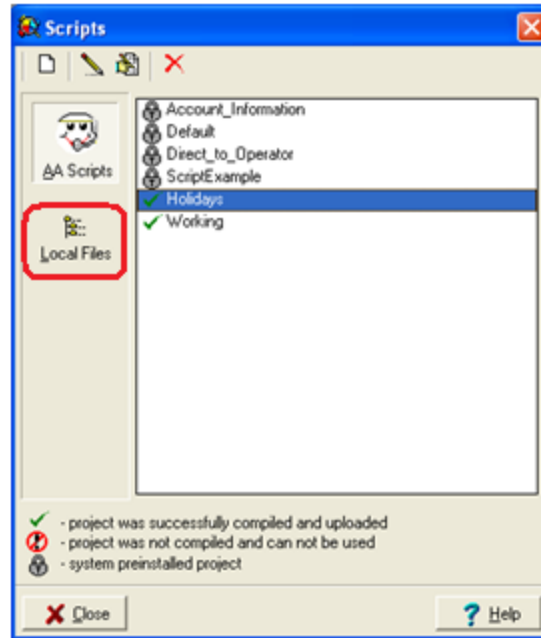 Scripts
AA Scripts
Local Files
Account_Information
Default
Direct_to_Operator
ScriptExample
Holidays
Working
- project was successfully compiled and uploaded
- project was not compiled and can not be used
- system preinstalled project
Close
? Help